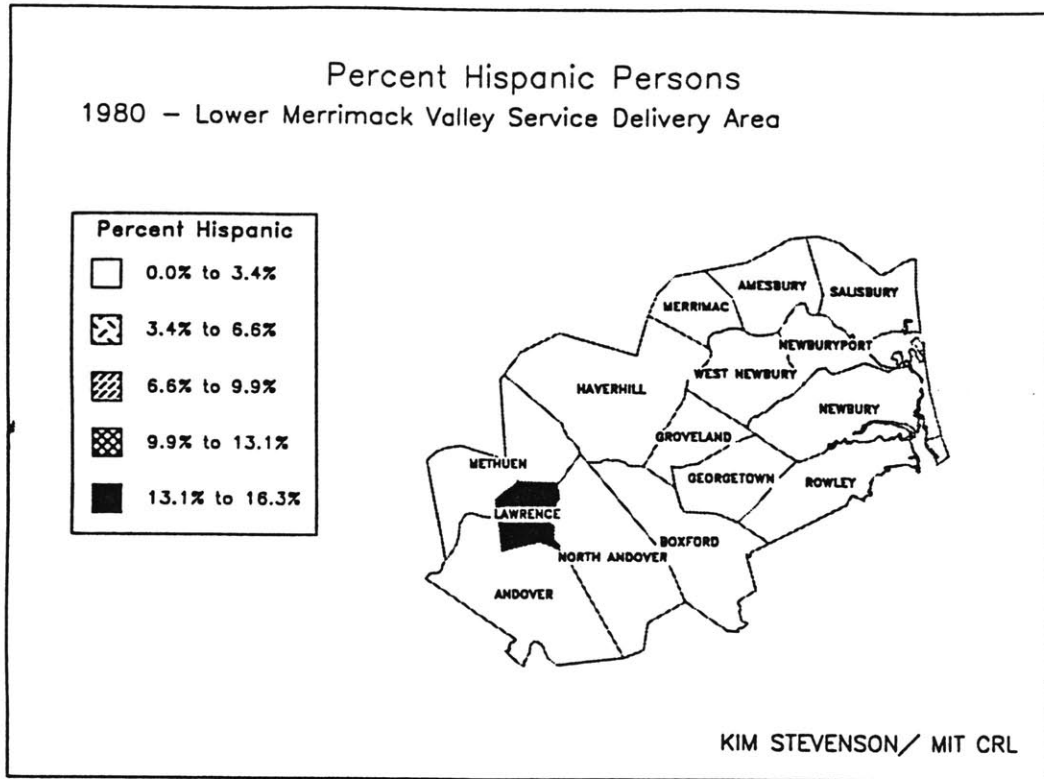 Percent Hispanic Persons
1980 – Lower Merrimack Valley Service Delivery Area
Percent Hispanic
0.0% to 3.4%
3.4% to 6.6%
6.6% to 9.9%
9.9% to 13.1%
13.1% to 16.3%
AMESBURY
SALISBURY
MERRIMAC
NEWBURYPORT
WEST NEWBURY
HAVERHILL
NEWBURY
GROVELAND
METHUEN
GEORGETOWN
ROWLEY
LAWRENCE
BOXFORD
NORTH ANDOVER
ANDOVER
KIM STEVENSON/ MIT CRL